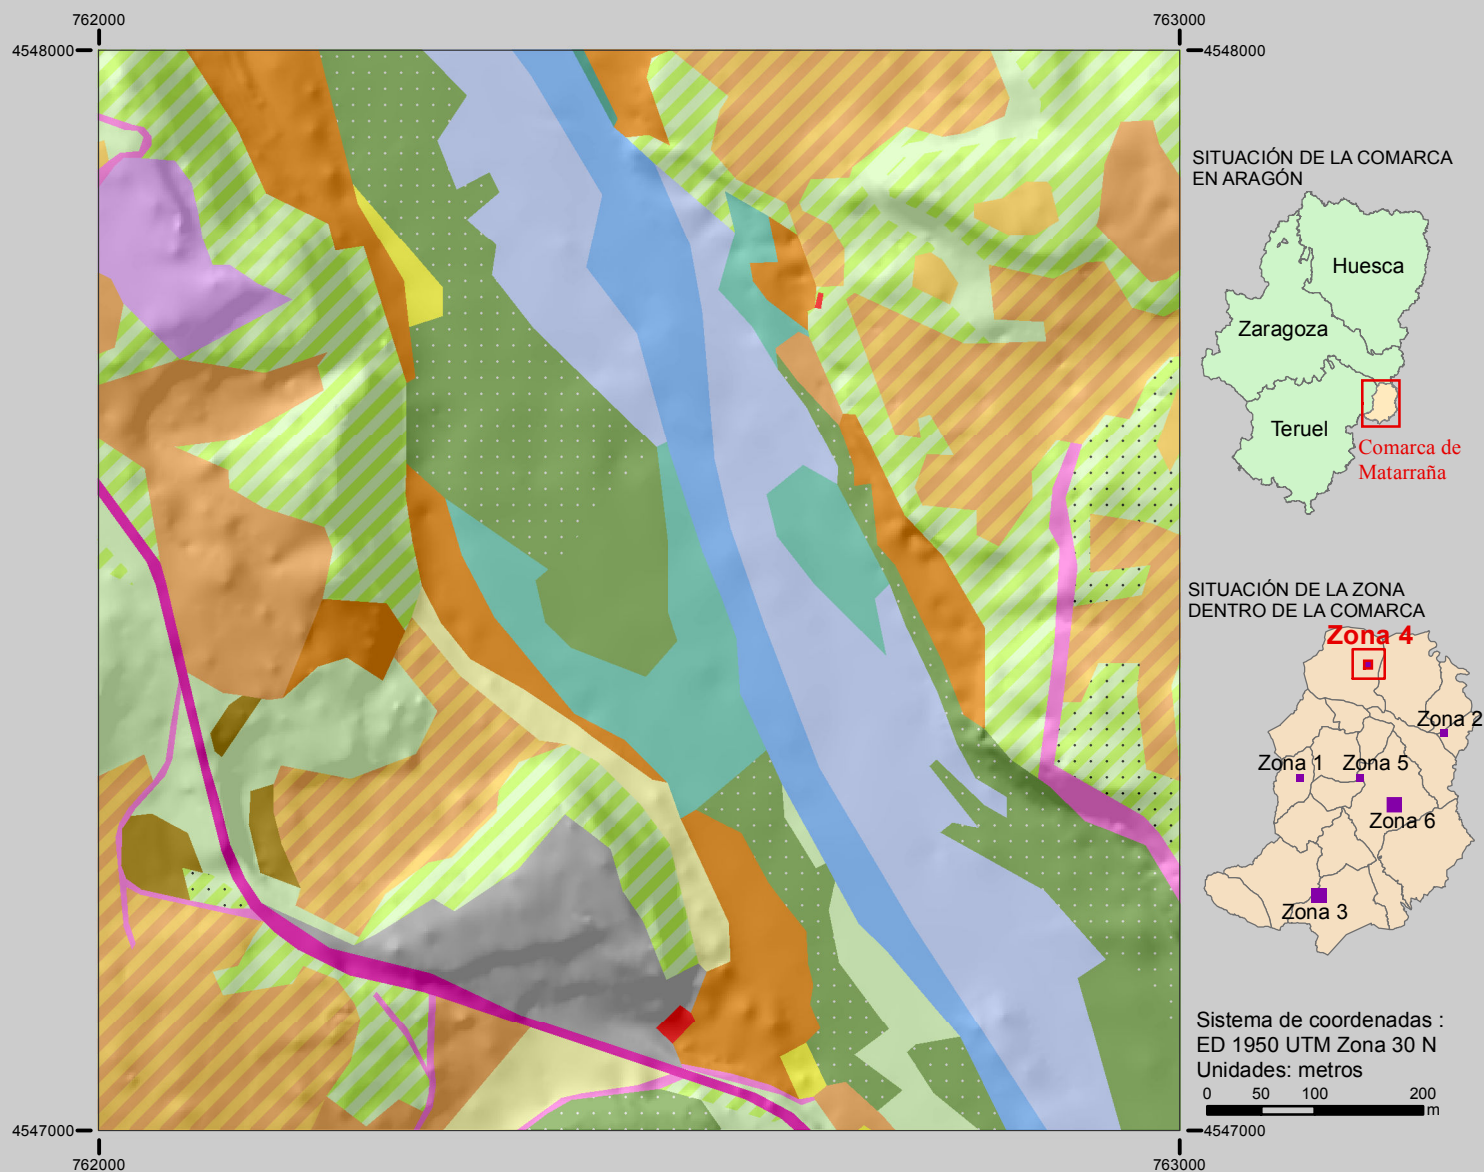 762000
763000
4548000
4548000
SITUACIÓN DE LA COMARCA
EN ARAGÓN
Huesca
Zaragoza
Teruel
Comarca de
Matarraña
SITUACIÓN DE LA ZONA
DENTRO DE LA COMARCA
Zona 4
Zona 2
Zona 1
Zona 5
Zona 6
Zona 3
Sistema de coordenadas :
ED 1950 UTM Zona 30 N
Unidades: metros
0 50 100 200
m
4547000
4547000
762000
763000